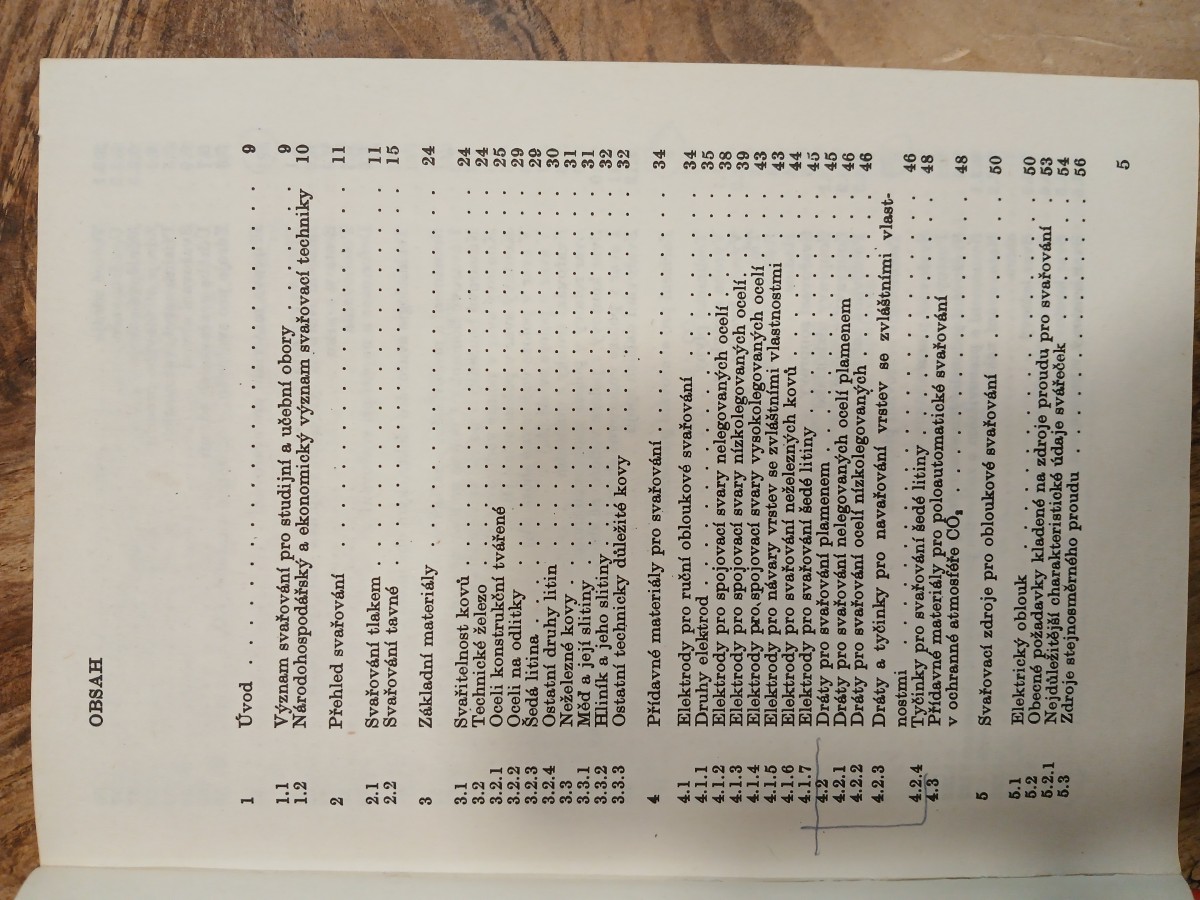 OBSAH
1 Úvod . . . . . . . . . . . . . . . . . . . . . . 9
1.1 Význam svařování pro studijní a učební obory . . . . . . . 9
1.2 Národohospodářský a ekonomický význam svařovací techniky 10
2 Přehled svařování . . . . . . . . . . . . . . . . 11
2.1 Svařování tlakem . . . . . . . . . . . . . . . . 11
2.2 Svařování tavné . . . . . . . . . . . . . . . . 15
3 Základní materiály . . . . . . . . . . . . . . . . 24
3.1 Svařitelnost kovů . . . . . . . . . . . . . . . . 24
3.2 Technické železo . . . . . . . . . . . . . . . . 24
3.2.1 Oceli konstrukční tvářené . . . . . . . . . . . . . 25
3.2.2 Oceli na odlitky . . . . . . . . . . . . . . . . 29
3.2.3 Šedá litina . . . . . . . . . . . . . . . . . . 29
3.2.4 Ostatní druhy litin . . . . . . . . . . . . . . . 30
3.3 Neželezné kovy . . . . . . . . . . . . . . . . . 31
3.3.1 Měď a její slitiny . . . . . . . . . . . . . . . . 31
3.3.2 Hliník a jeho slitiny . . . . . . . . . . . . . . . 32
3.3.3 Ostatní technicky důležité kovy . . . . . . . . . . . 32
4 Přídavné materiály pro svařování . . . . . . . . . . . 34
4.1 Elektrody pro ruční obloukové svařování . . . . . . . . 34
4.1.1 Druhy elektrod . . . . . . . . . . . . . . . . . 35
4.1.2 Elektrody pro spojovací svary nelegovaných ocelí . . . . . 38
4.1.3 Elektrody pro spojovací svary nízkolegovaných ocelí . . . . 39
4.1.4 Elektrody pro spojovací svary vysokolegovaných ocelí . . . . 43
4.1.5 Elektrody pro návary vrstev se zvláštními vlastnostmi . . . 43
4.1.6 Elektrody pro svařování neželezných kovů . . . . . . . . 44
4.1.7 Elektrody pro svařování šedé litiny . . . . . . . . . . 45
4.2 Dráty pro svařování plamenem . . . . . . . . . . . . 45
4.2.1 Dráty pro svařování nelegovaných ocelí plamenem . . . . . 46
4.2.2 Dráty pro svařování ocelí nízkolegovaných . . . . . . . . 46
4.2.3 Dráty a tyčinky pro navařování vrstev se zvláštními vlast-
nostmi . . . . . . . . . . . . . . . . . . . . 46
4.2.4 Tyčinky pro svařování šedé litiny . . . . . . . . . . . 48
4.3 Přídavné materiály pro poloautomatické svařování
v ochranné atmosféře CO₂ . . . . . . . . . . . . . 48
5 Svařovací zdroje pro obloukové svařování . . . . . . . . 50
5.1 Elektrický oblouk . . . . . . . . . . . . . . . . 50
5.2 Obecné požadavky kladené na zdroje proudu pro svařování . . 53
5.2.1 Nejdůležitější charakteristické údaje svářeček . . . . . . 54
5.3 Zdroje stejnosměrného proudu . . . . . . . . . . . . 56
5